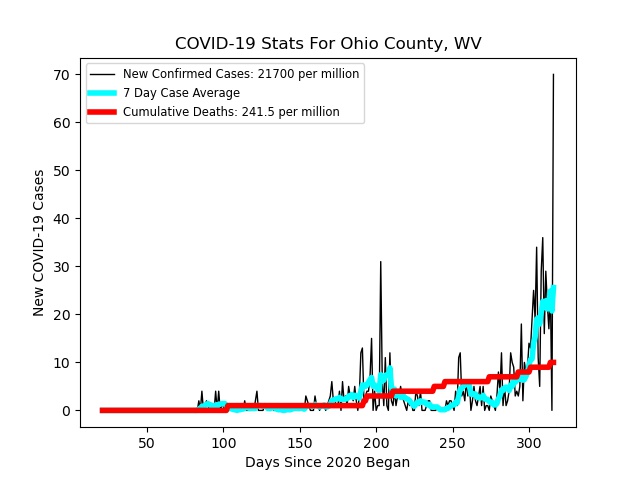 COVID-19 Stats For Ohio County, WV
New Confirmed Cases: 21700 per million
7 Day Case Average
Cumulative Deaths: 241.5 per million
New COVID-19 Cases
70
60
50
40
30
20
10
0
50 100 150 200 250 300
Days Since 2020 Began